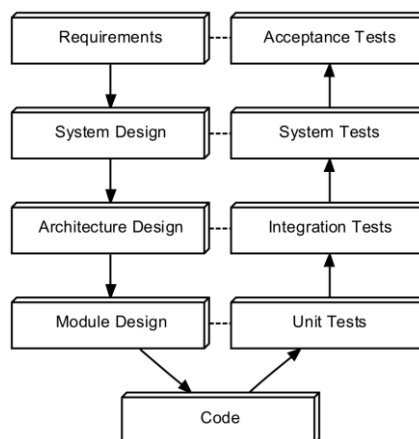 Requirements
Acceptance Tests
System Design
System Tests
Architecture Design
Integration Tests
Module Design
Unit Tests
Code